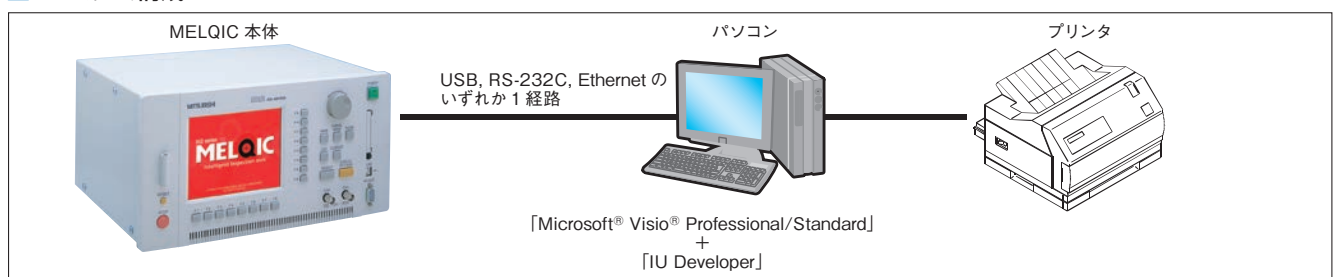 MELQIC 本体
パソコン
プリンタ
USB, RS-232C, Ethernet の
いずれか 1 経路
MITSUBISHI
MELQIC
「Microsoft® Visio® Professional/Standard」
+
「IU Developer」